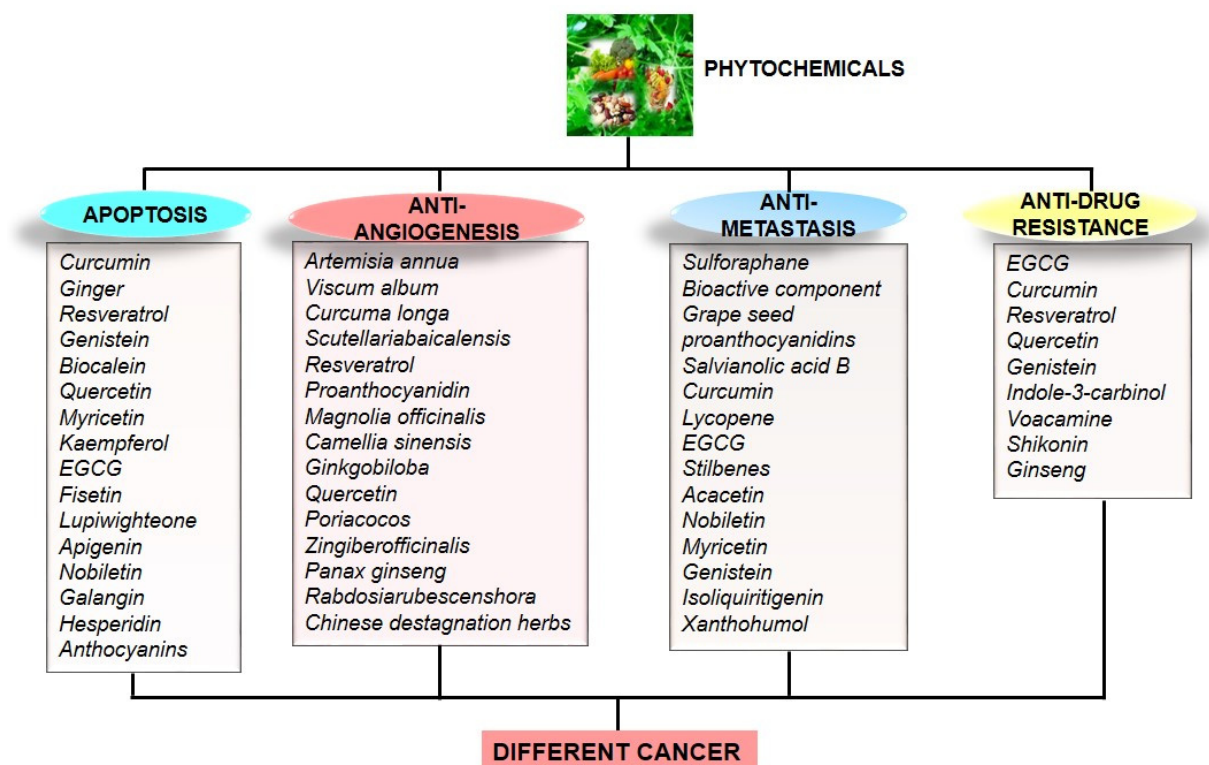 PHYTOCHEMICALS
APOPTOSIS
Curcumin
Ginger
Resveratrol
Genistein
Biocalein
Quercetin
Myricetin
Kaempferol
EGCG
Fisetin
Lupiwighteone
Apigenin
Nobiletin
Galangin
Hesperidin
Anthocyanins
ANTI-
ANGIOGENESIS
Artemisia annua
Viscum album
Curcuma longa
Scutellariabaicalensis
Resveratrol
Proanthocyanidin
Magnolia officinalis
Camellia sinensis
Ginkgobiloba
Quercetin
Poriacocos
Zingiberofficinalis
Panax ginseng
Rabdosiarubescenshora
Chinese destagnation herbs
ANTI-
METASTASIS
Sulforaphane
Bioactive component
Grape seed
proanthocyanidins
Salvianolic acid B
Curcumin
Lycopene
EGCG
Stilbenes
Acacetin
Nobiletin
Myricetin
Genistein
Isoliquiritigenin
Xanthohumol
ANTI-DRUG
RESISTANCE
EGCG
Curcumin
Resveratrol
Quercetin
Genistein
Indole-3-carbinol
Voacamine
Shikonin
Ginseng
DIFFERENT CANCER